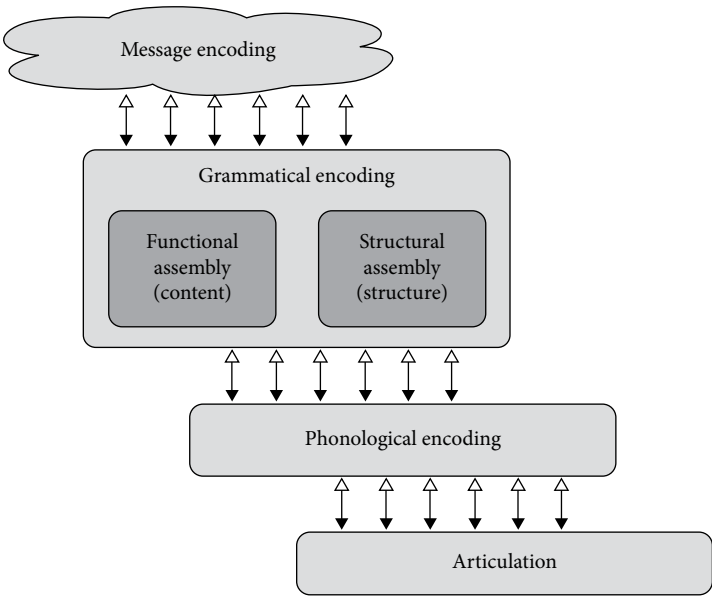 Message encoding
Grammatical encoding
Functional
assembly
(content)
Structural
assembly
(structure)
Phonological encoding
Articulation